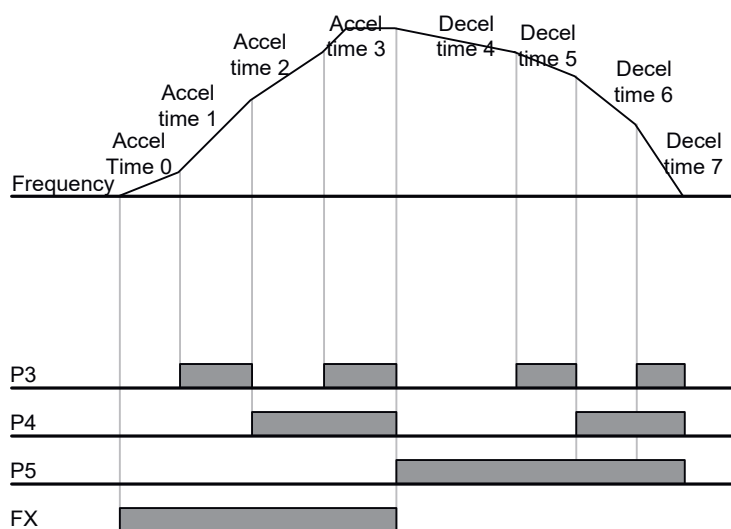 Accel
time 3
Decel
time 4
Decel
time 5
Accel
time 2
Decel
time 6
Accel
time 1
Accel
Time 0
Decel
time 7
Frequency
P3
P4
P5
FX